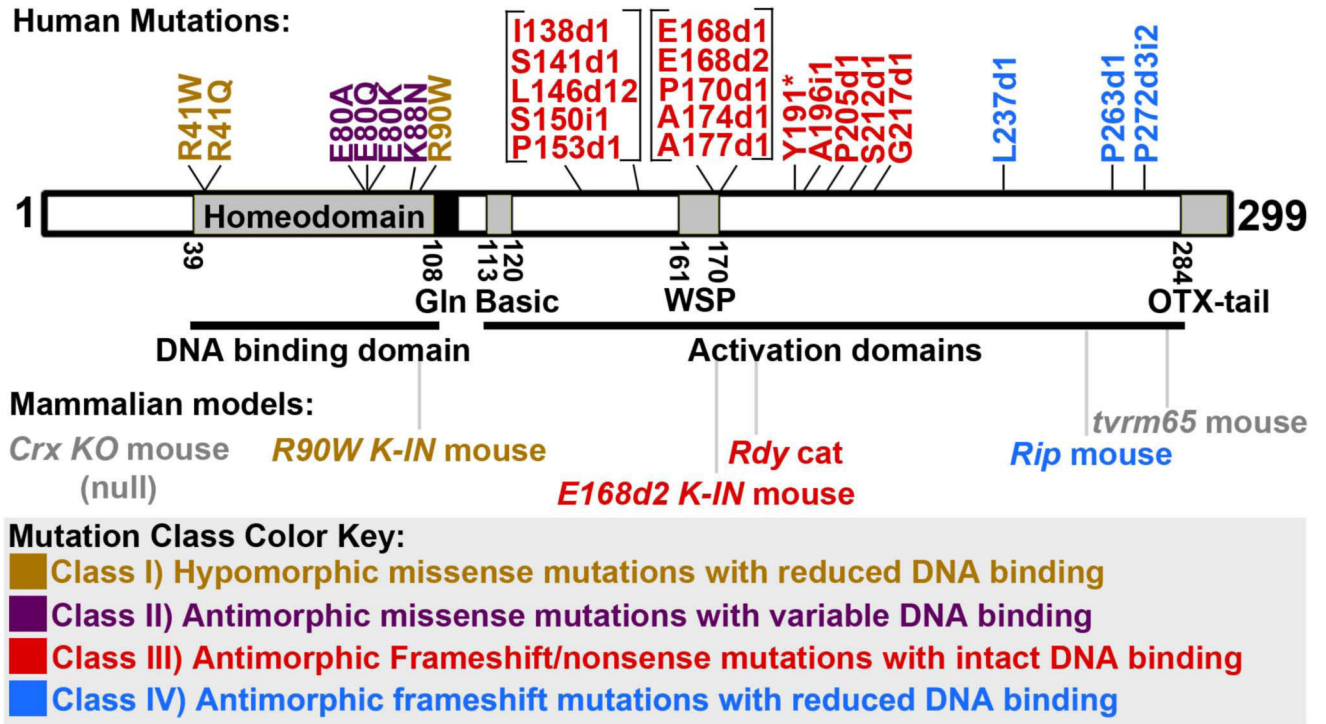 Human Mutations:
R41W
R41Q
E80A
E80Q
E80K
K88N
R90W
I138d1
S141d1
L146d12
S150i1
P153d1
E168d1
E168d2
P170d1
A174d1
A177d1
Y191*
A196i1
P205d1
S212d1
G217d1
L237d1
P263d1
P272d3i2
1
Homeodomain
299
39
108
113
120
161
170
284
Gln Basic
WSP
OTX-tail
DNA binding domain
Activation domains
Mammalian models:
Crx KO mouse
(null)
R90W K-IN mouse
E168d2 K-IN mouse
Rdy cat
Rip mouse
tvrm65 mouse
Mutation Class Color Key:
Class I) Hypomorphic missense mutations with reduced DNA binding
Class II) Antimorphic missense mutations with variable DNA binding
Class III) Antimorphic Frameshift/nonsense mutations with intact DNA binding
Class IV) Antimorphic frameshift mutations with reduced DNA binding